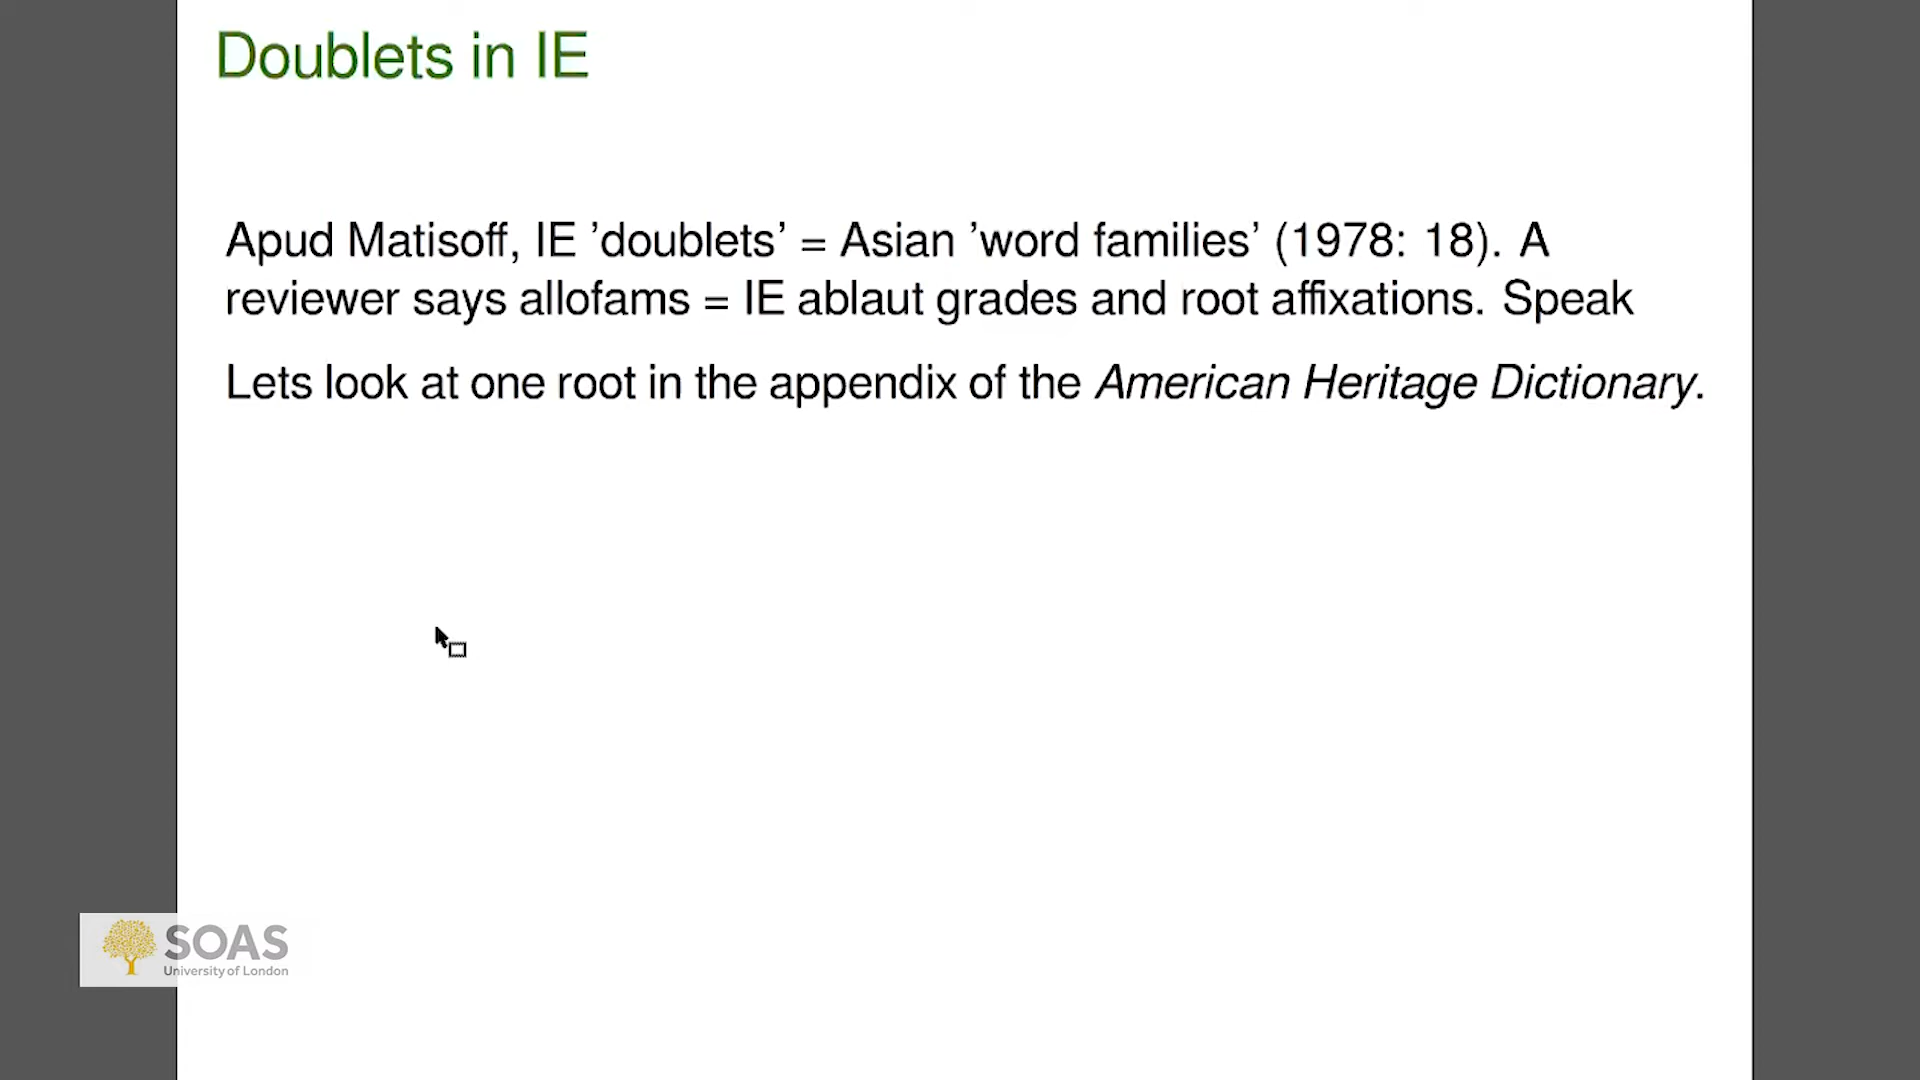 Doublets in IE
Apud Matisoff, IE ’doublets’ = Asian ’word families’ (1978: 18). A
reviewer says allofams = IE ablaut grades and root affixations. Speak
Lets look at one root in the appendix of the American Heritage Dictionary.
SOAS
University of London